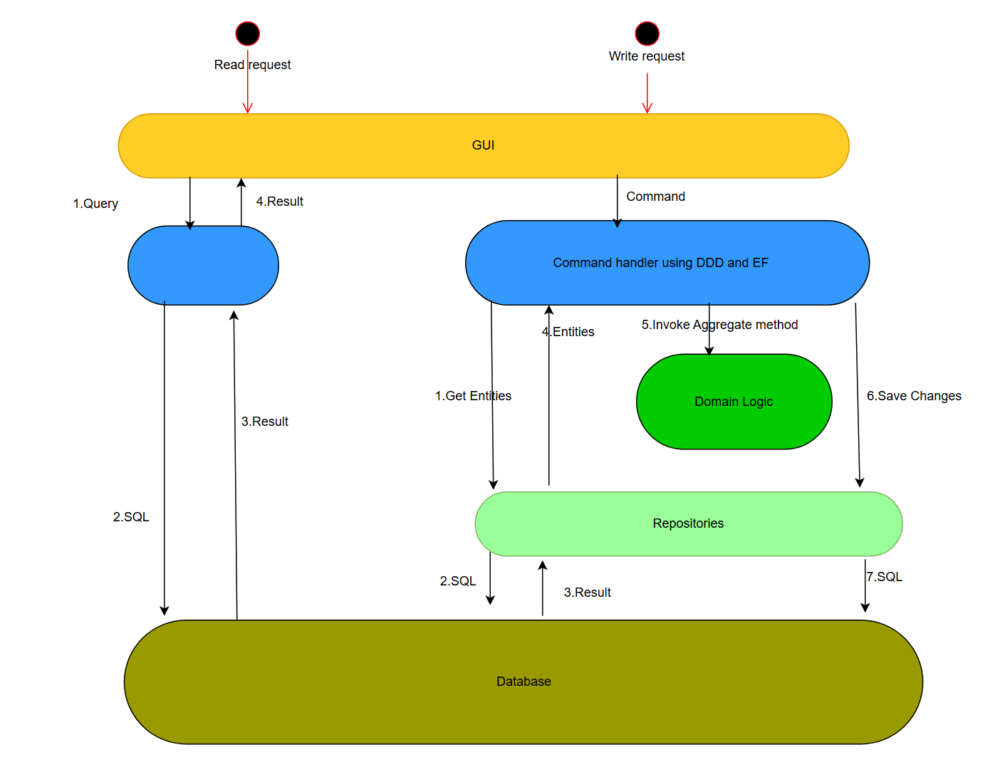 Read request
Write request
GUI
1.Query
4.Result
Command
Command handler using DDD and EF
4.Entities
5.Invoke Aggregate method
1.Get Entities
6.Save Changes
Domain Logic
3.Result
2.SQL
Repositories
2.SQL
3.Result
7.SQL
Database